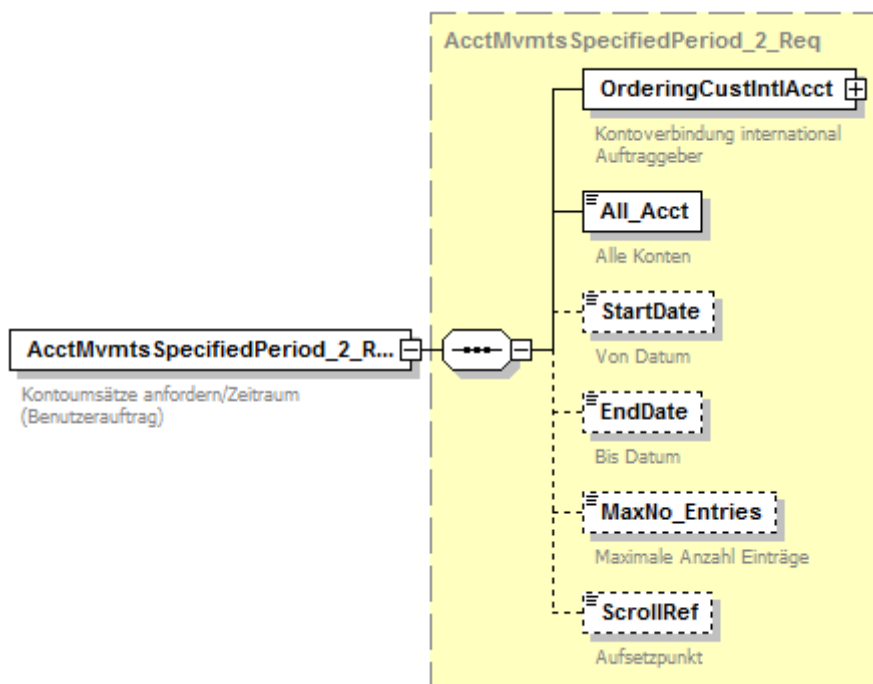 AcctMvmtsSpecifiedPeriod_2_Req
OrderingCustIntlAcct
Kontoverbindung international
Auftraggeber
All_Acct
Alle Konten
StartDate
Von Datum
AcctMvmtsSpecifiedPeriod_2_R...
Kontoumsätze anfordern/Zeitraum
(Benutzerauftrag)
EndDate
Bis Datum
MaxNo_Entries
Maximale Anzahl Einträge
ScrollRef
Aufsetzpunkt